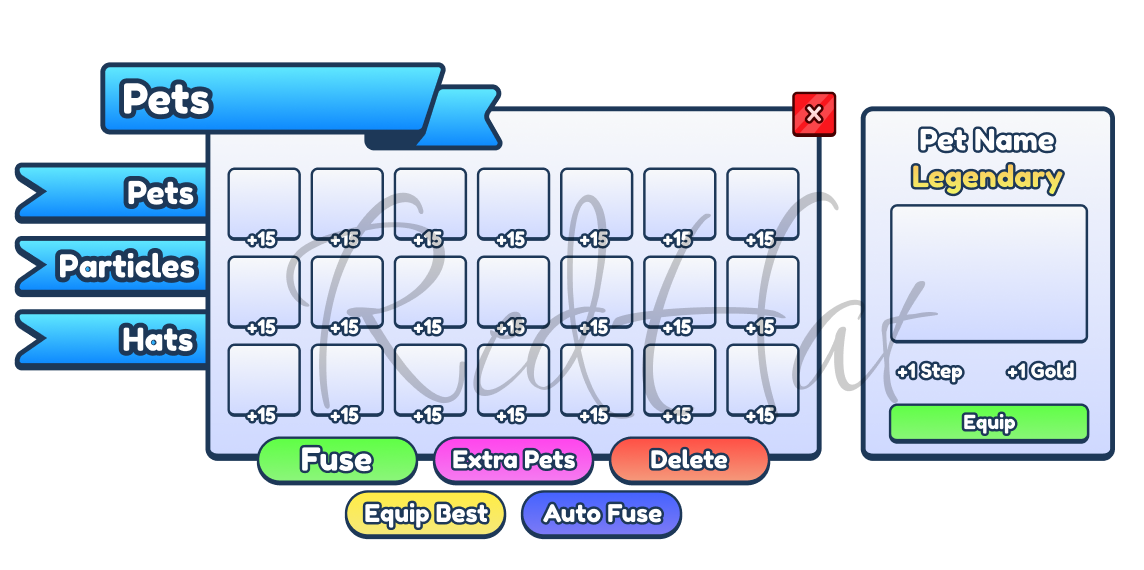 Pets
×
Pets
Particles
Hats
+15 +15 +15 +15 +15 +15 +15
+15 +15 +15 +15 +15 +15 +15
+15 +15 +15 +15 +15 +15 +15
Fuse Extra Pets Delete
Equip Best Auto Fuse
Pet Name
Legendary
+1 Step +1 Gold
Equip
RidHat